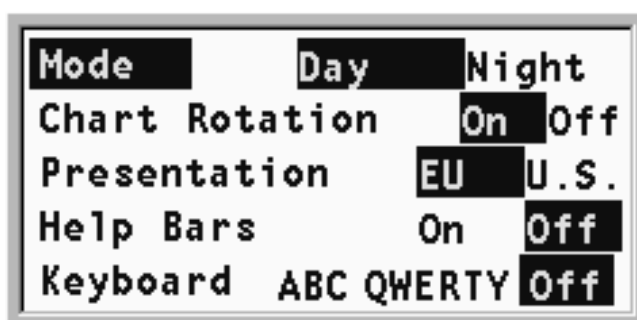 Mode Day Night
Chart Rotation On Off
Presentation EU U.S.
Help Bars On Off
Keyboard ABC QWERTY Off